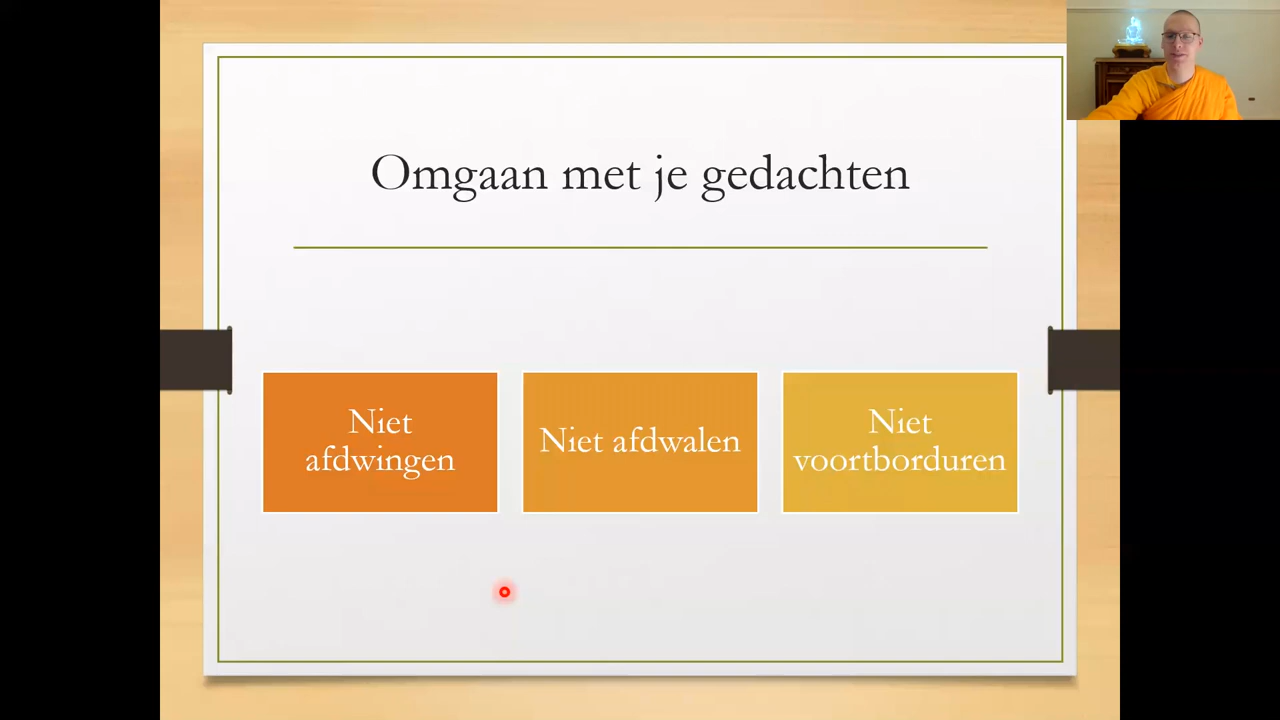 Omgaan met je gedachten
Niet
afdwingen
Niet afdwalen
Niet
voortborduren